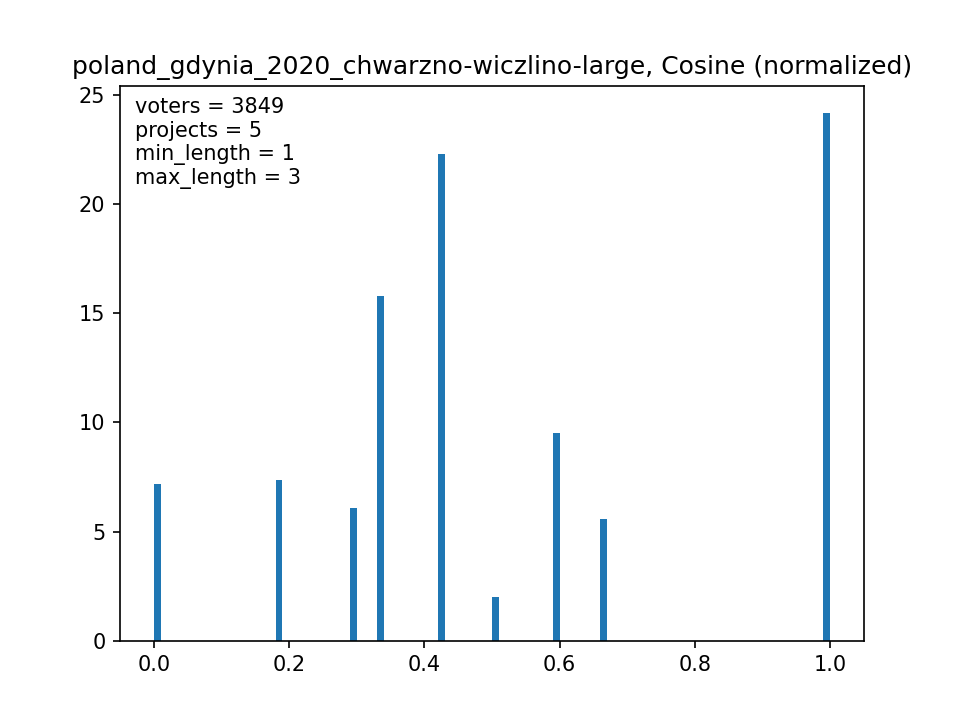 poland_gdynia_2020_chwarzno-wiczlino-large, Cosine (normalized)
voters = 3849
projects = 5
min_length = 1
max_length = 3
25
20
15
10
5
0
0.0 0.2 0.4 0.6 0.8 1.0